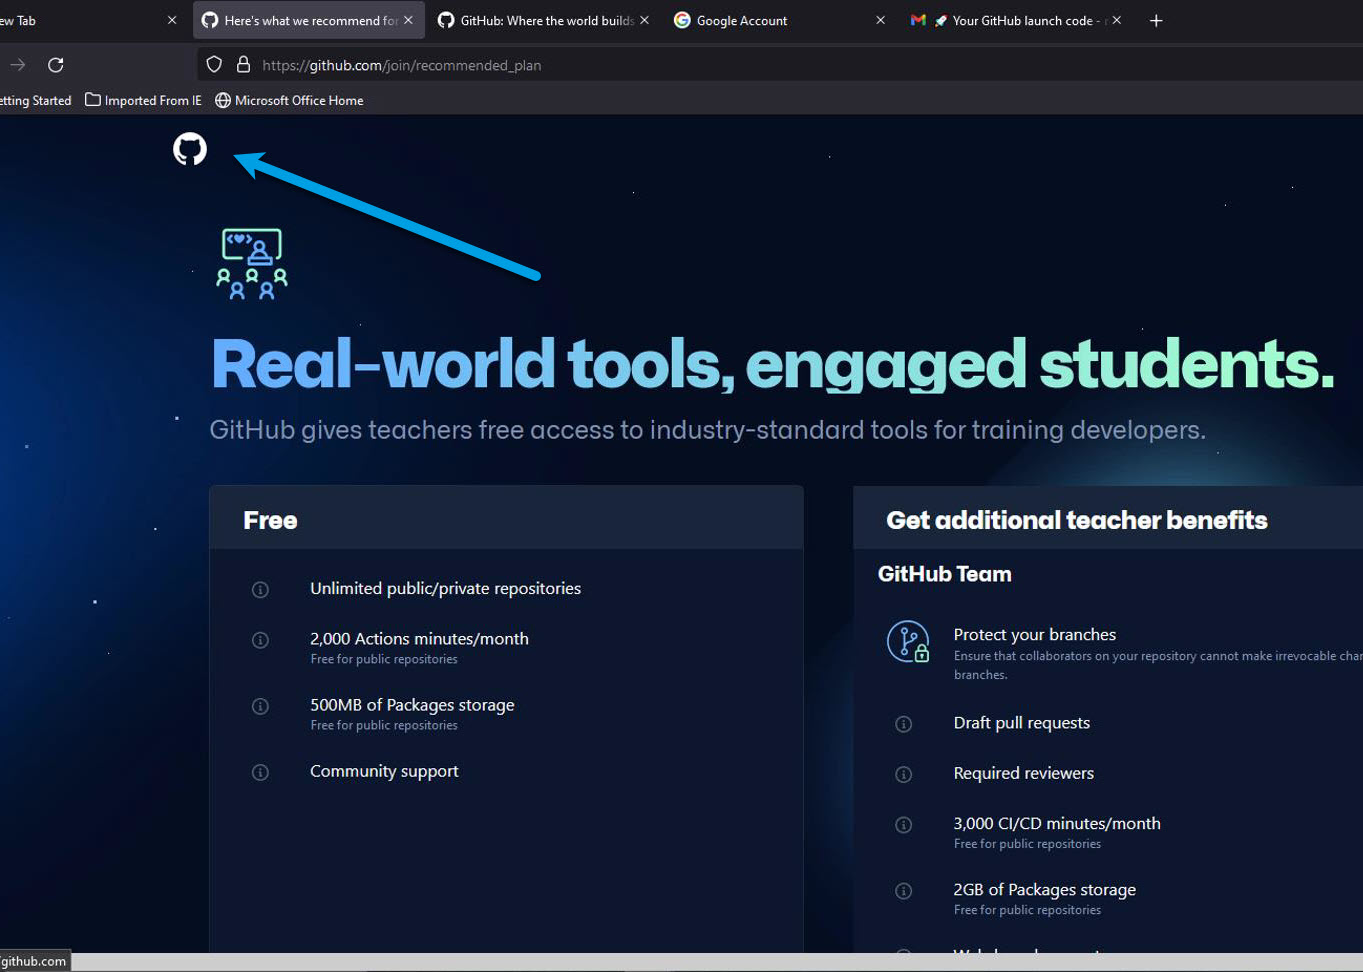 ew Tab
Here's what we recommend for
GitHub: Where the world builds
Google Account
🚀 Your GitHub launch code -
https://github.com/join/recommended_plan
etting Started
Imported From IE
Microsoft Office Home
Real-world tools, engaged students.
GitHub gives teachers free access to industry-standard tools for training developers.
Free
Unlimited public/private repositories
2,000 Actions minutes/month
Free for public repositories
500MB of Packages storage
Free for public repositories
Community support
Get additional teacher benefits
GitHub Team
Protect your branches
Ensure that collaborators on your repository cannot make irrevocable char
branches.
Draft pull requests
Required reviewers
3,000 CI/CD minutes/month
Free for public repositories
2GB of Packages storage
Free for public repositories
github.com